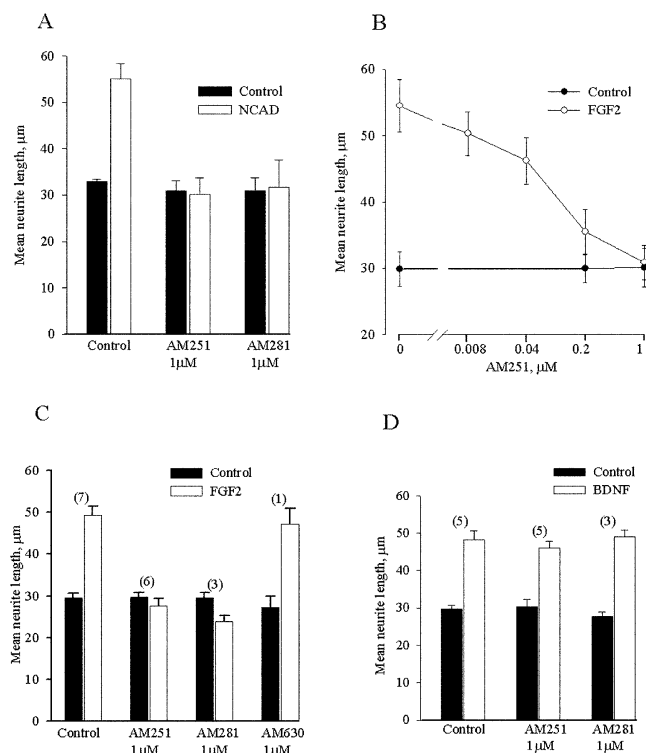 A
60
50
40
30
20
10
0
Mean neurite length, µm
Control
NCAD
Control
AM251
1µM
AM281
1µM
B
60
50
40
30
20
Mean neurite length, µm
Control
FGF2
0
0.008
0.04
0.2
1
AM251, µM
C
60
50
40
30
20
10
0
Mean neurite length, µm
Control
FGF2
(7)
(6)
(3)
(1)
Control
AM251
1µM
AM281
1µM
AM630
1µM
D
60
50
40
30
20
10
0
Mean neurite length, µm
Control
BDNF
(5)
(5)
(3)
Control
AM251
1µM
AM281
1µM